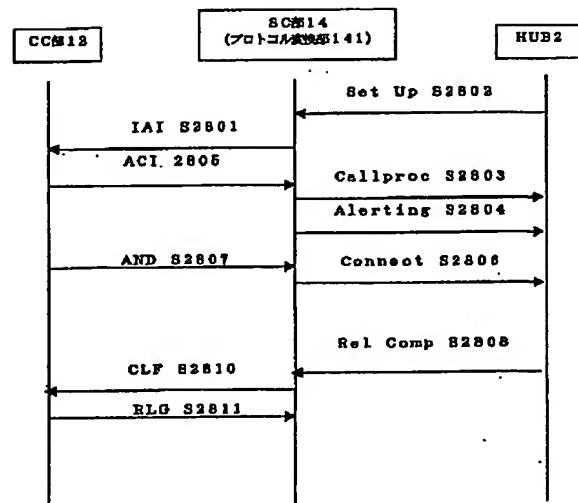 CC部12
SC部14
(プロトコル変換部141)
HUB2
Set Up S2802
IAI S2801
ACI. 2805
Callproc S2803
Alerting S2804
AND S2807
Connect S2806
Rel Comp S2808
CLF S2810
RLG S2811